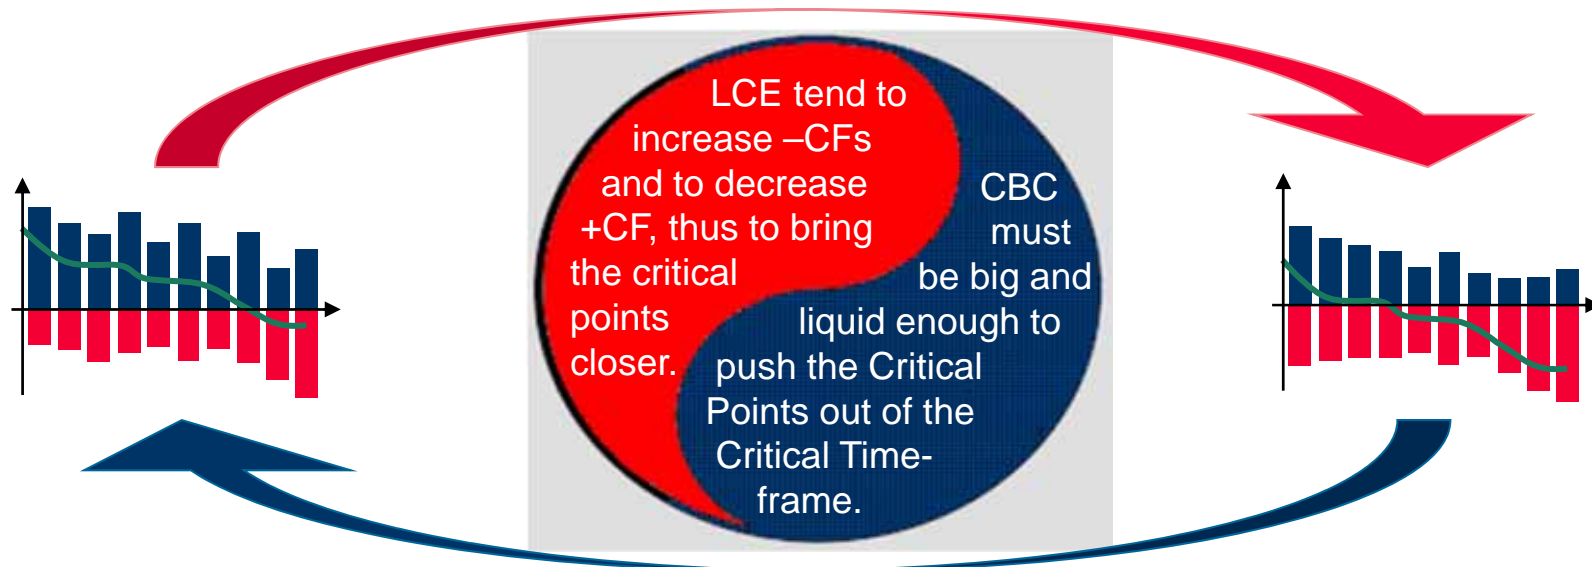 LCE tend to
increase –CFs
and to decrease
+CF, thus to bring
the critical
points
closer.
CBC
must
be big and
liquid enough to
push the Critical
Points out of the
Critical Time-
frame.